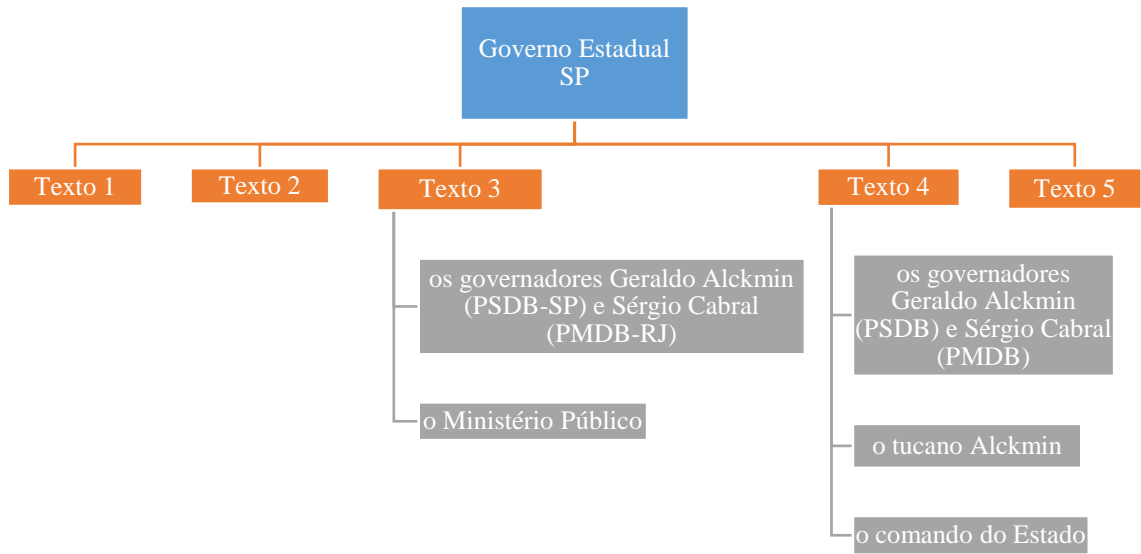 Governo Estadual
SP
Texto 1
Texto 2
Texto 3
Texto 4
Texto 5
os governadores Geraldo Alckmin
(PSDB-SP) e Sérgio Cabral
(PMDB-RJ)
o Ministério Público
os governadores
Geraldo Alckmin
(PSDB) e Sérgio Cabral
(PMDB)
o tucano Alckmin
o comando do Estado